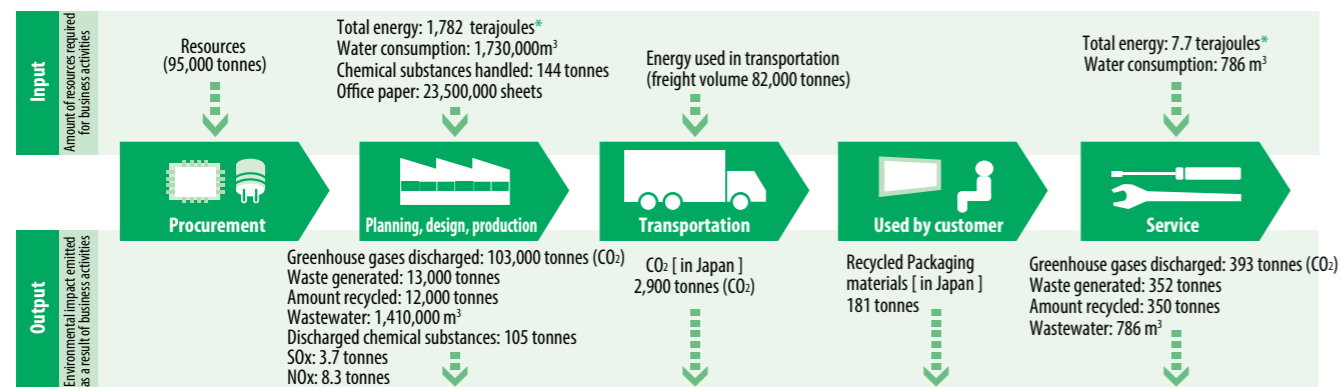 Input
Amount of resources required
for business activities
Resources
(95,000 tonnes)
Total energy: 1,782 terajoules*
Water consumption: 1,730,000m³
Chemical substances handled: 144 tonnes
Office paper: 23,500,000 sheets
Energy used in transportation
(freight volume 82,000 tonnes)
Total energy: 7.7 terajoules*
Water consumption: 786 m³
Procurement
Planning, design, production
Transportation
Used by customer
Service
Output
Environmental impact emitted
as a result of business activities
Greenhouse gases discharged: 103,000 tonnes (CO₂)
Waste generated: 13,000 tonnes
Amount recycled: 12,000 tonnes
Wastewater: 1,410,000 m³
Discharged chemical substances: 105 tonnes
SOx: 3.7 tonnes
NOx: 8.3 tonnes
CO₂ [ in Japan ]
2,900 tonnes (CO₂)
Recycled Packaging
materials [ in Japan ]
181 tonnes
Greenhouse gases discharged: 393 tonnes (CO₂)
Waste generated: 352 tonnes
Amount recycled: 350 tonnes
Wastewater: 786 m³